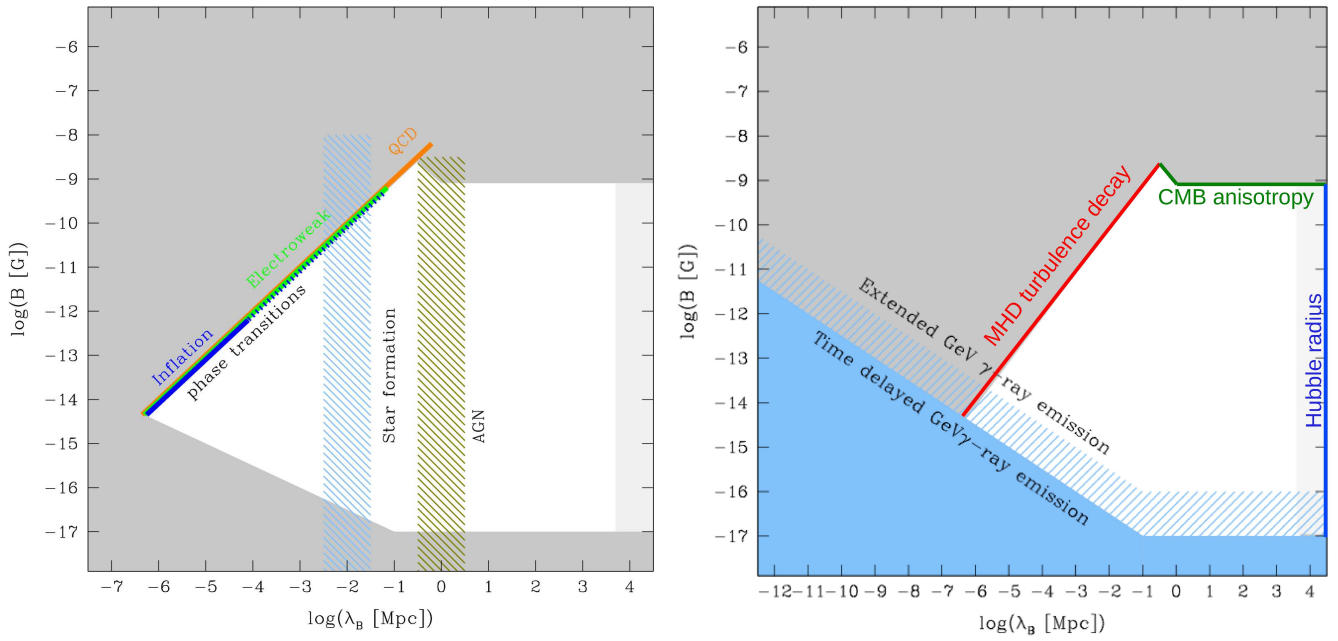 −6
−7
−8
−9
−10
−11
−12
−13
−14
−15
−16
−17
log(B [G])
QCD
Electroweak
Inflation
phase transitions
Star formation
AGN
−7 −6 −5 −4 −3 −2 −1 0 1 2 3 4
log(λB [Mpc])
−6
−7
−8
−9
−10
−11
−12
−13
−14
−15
−16
−17
log(B [G])
MHD turbulence decay
CMB anisotropy
Hubble radius
Extended GeV γ−ray emission
Time delayed GeVγ−ray emission
−12−11−10−9 −8 −7 −6 −5 −4 −3 −2 −1 0 1 2 3 4
log(λB [Mpc])